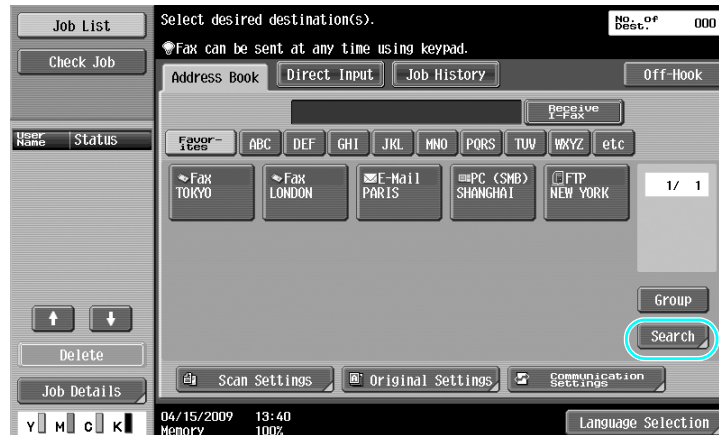 Job List
Check Job
User Name Status
Delete
Job Details
Y M C K
Select desired destination(s).
No. of Dest. 000
Fax can be sent at any time using keypad.
Address Book Direct Input Job History Off-Hook
Receive I-Fax
Favor-ites ABC DEF GHI JKL MNO PQRS TUV WXYZ etc
Fax TOKYO
Fax LONDON
E-Mail PARIS
PC (SMB) SHANGHAI
FTP NEW YORK
1/ 1
Group
Search
Scan Settings Original Settings Communication Settings
04/15/2009 13:40
Memory 100%
Language Selection